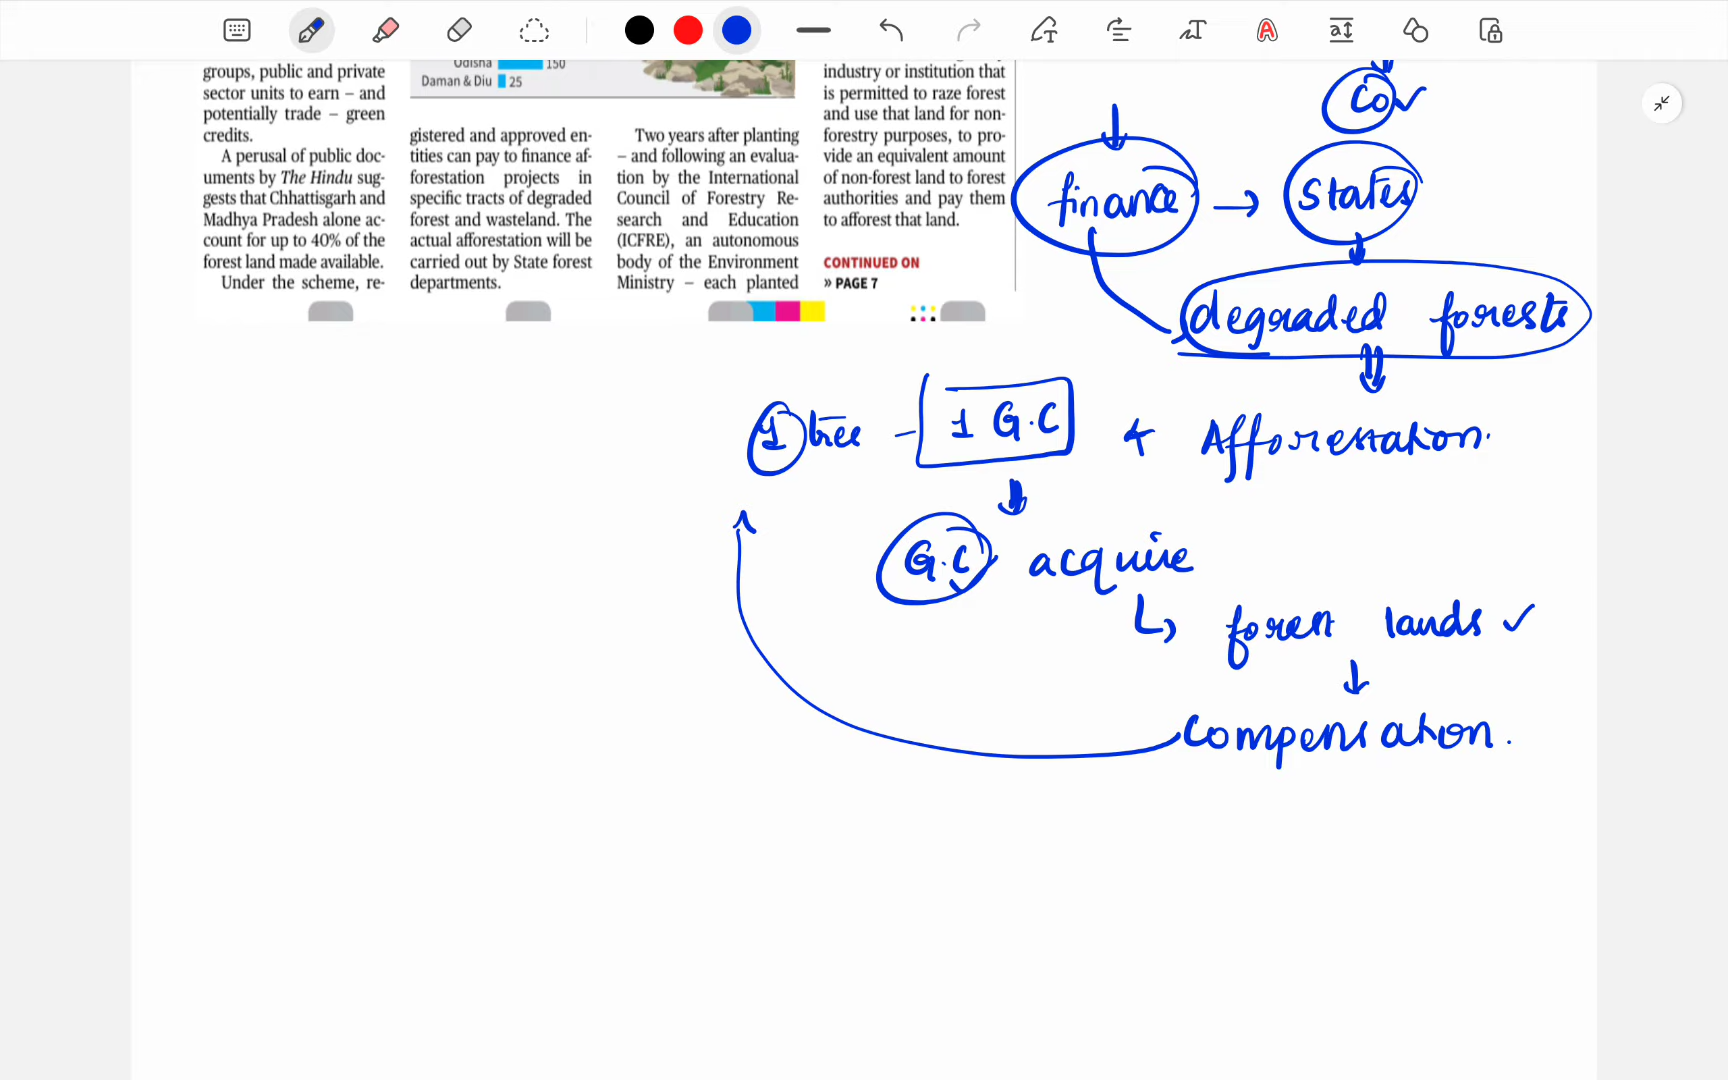 groups, public and private
sector units to earn – and
potentially trade – green
credits.
A perusal of public doc-
uments by The Hindu sug-
gests that Chhattisgarh and
Madhya Pradesh alone ac-
count for up to 40% of the
forest land made available.
Under the scheme, re-
Odisha 150
Daman & Diu 25
gistered and approved en-
tities can pay to finance af-
forestation projects in
specific tracts of degraded
forest and wasteland. The
actual afforestation will be
carried out by State forest
departments.
Two years after planting
– and following an evalua-
tion by the International
Council of Forestry Re-
search and Education
(ICFRE), an autonomous
body of the Environment
Ministry – each planted
industry or institution that
is permitted to raze forest
and use that land for non-
forestry purposes, to pro-
vide an equivalent amount
of non-forest land to forest
authorities and pay them
to afforest that land.
CONTINUED ON
» PAGE 7
Co
finance → States
degraded forests
1 tree – 1 G.C ← Afforestation.
G.C acquire
forest lands ✓
compensation.